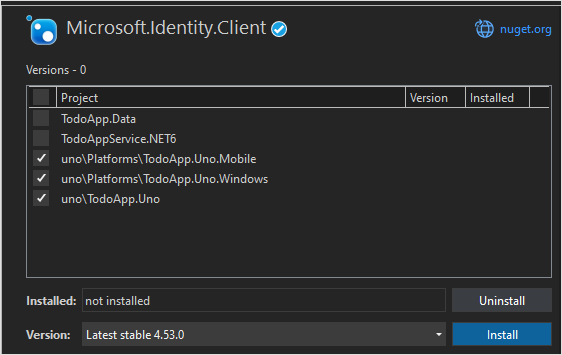 Microsoft.Identity.Client nuget.org
Versions - 0
Project Version Installed
TodoApp.Data
TodoAppService.NET6
uno\Platforms\TodoApp.Uno.Mobile
uno\Platforms\TodoApp.Uno.Windows
uno\TodoApp.Uno
Installed: not installed Uninstall
Version: Latest stable 4.53.0 Install